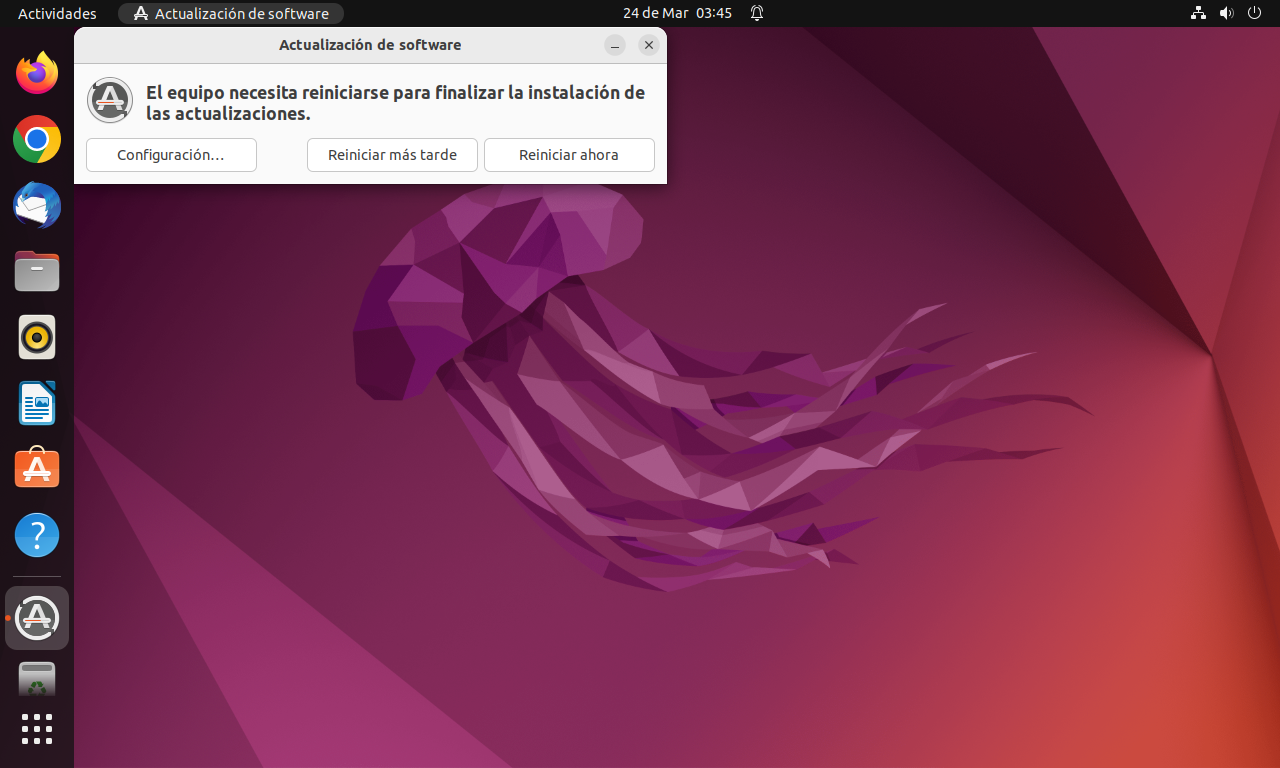 Actividades
Actualización de software
24 de Mar 03:45
Actualización de software
El equipo necesita reiniciarse para finalizar la instalación de
las actualizaciones.
Configuración…
Reiniciar más tarde
Reiniciar ahora